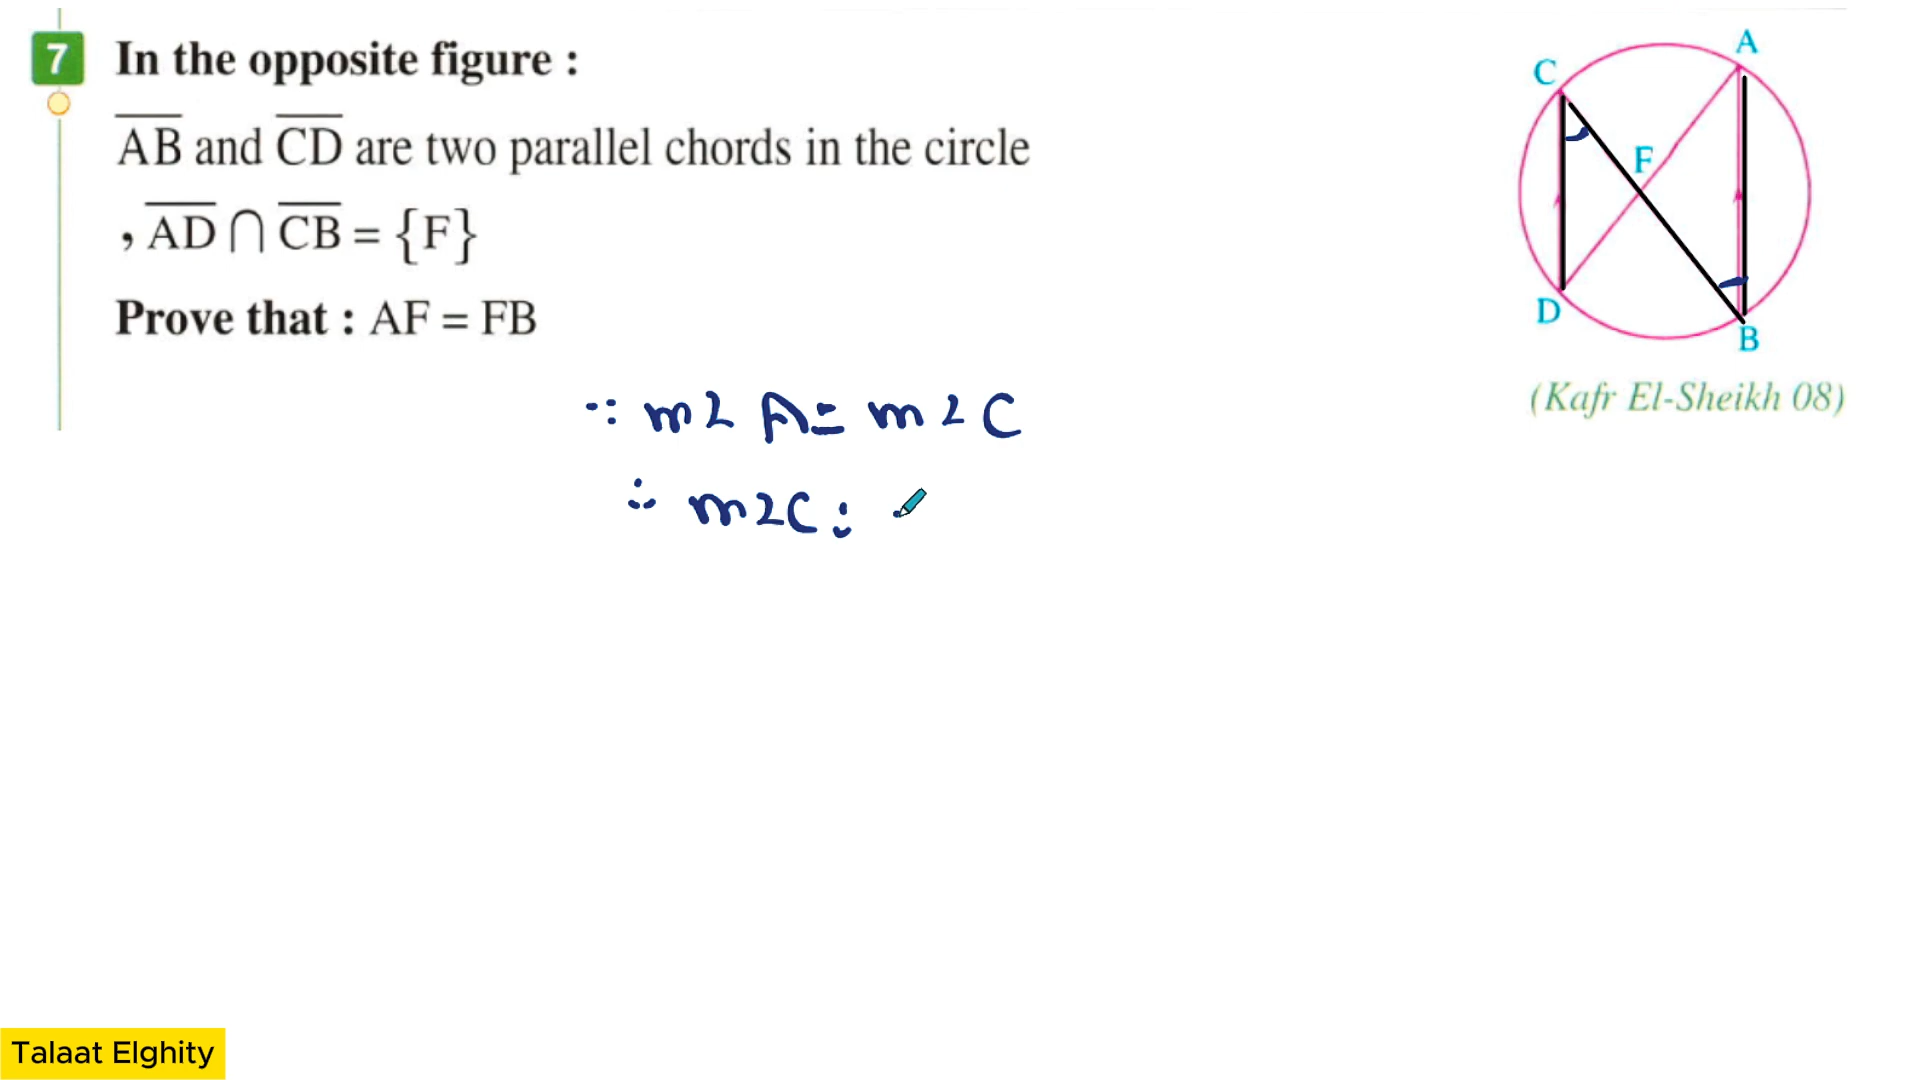 7 In the opposite figure :
AB and CD are two parallel chords in the circle
, AD ∩ CB = {F}
Prove that : AF = FB
C
A
F
D
B
(Kafr El-Sheikh 08)
∵ m∠A = m∠C
∴ m∠C =
Talaat Elghity